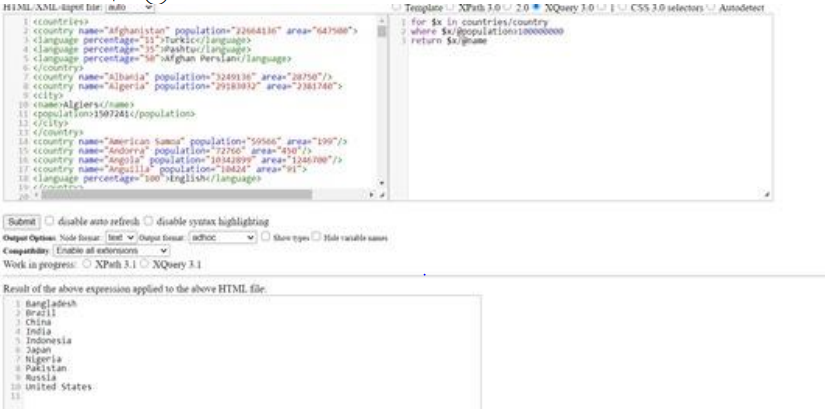 HTML/XML-Input file: auto
Template XPath 3.0 2.0 XQuery 3.0 1 CSS 3.0 selectors Autodetect
1 <countries>
2 <country name="Afghanistan" population="22664136" area="647500">
3 <language percentage="11">Turkic</language>
4 <language percentage="35">Pashtu</language>
5 <language percentage="50">Afghan Persian</language>
6 </country>
7 <country name="Albania" population="3249136" area="28750"/>
8 <country name="Algeria" population="29183032" area="2381740">
9 <city>
10 <name>Algiers</name>
11 <population>1507241</population>
12 </city>
13 </country>
14 <country name="American Samoa" population="59566" area="199"/>
15 <country name="Andorra" population="72766" area="450"/>
16 <country name="Angola" population="10342899" area="1246700"/>
17 <country name="Anguilla" population="10424" area="91">
18 <language percentage="100">English</language>
19 </country>
20
1 for $x in countries/country
2 where $x/@population>100000000
3 return $x/@name
Submit disable auto refresh disable syntax highlighting
Output Options: Node format: text Output format: adhoc Show types Hide variable names
Compatibility: Enable all extensions
Work in progress: XPath 3.1 XQuery 3.1
Result of the above expression applied to the above HTML file:
1 Bangladesh
2 Brazil
3 China
4 India
5 Indonesia
6 Japan
7 Nigeria
8 Pakistan
9 Russia
10 United States
11